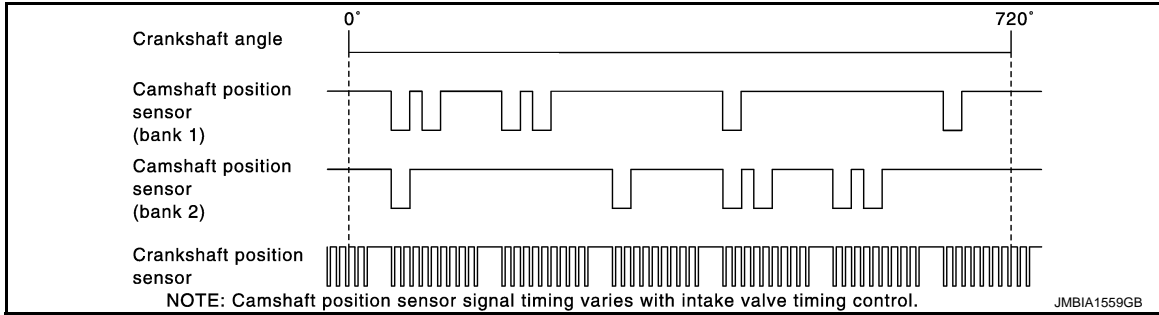 0˚ 720˚
Crankshaft angle
Camshaft position
sensor
(bank 1)
Camshaft position
sensor
(bank 2)
Crankshaft position
sensor
NOTE: Camshaft position sensor signal timing varies with intake valve timing control.
JMBIA1559GB